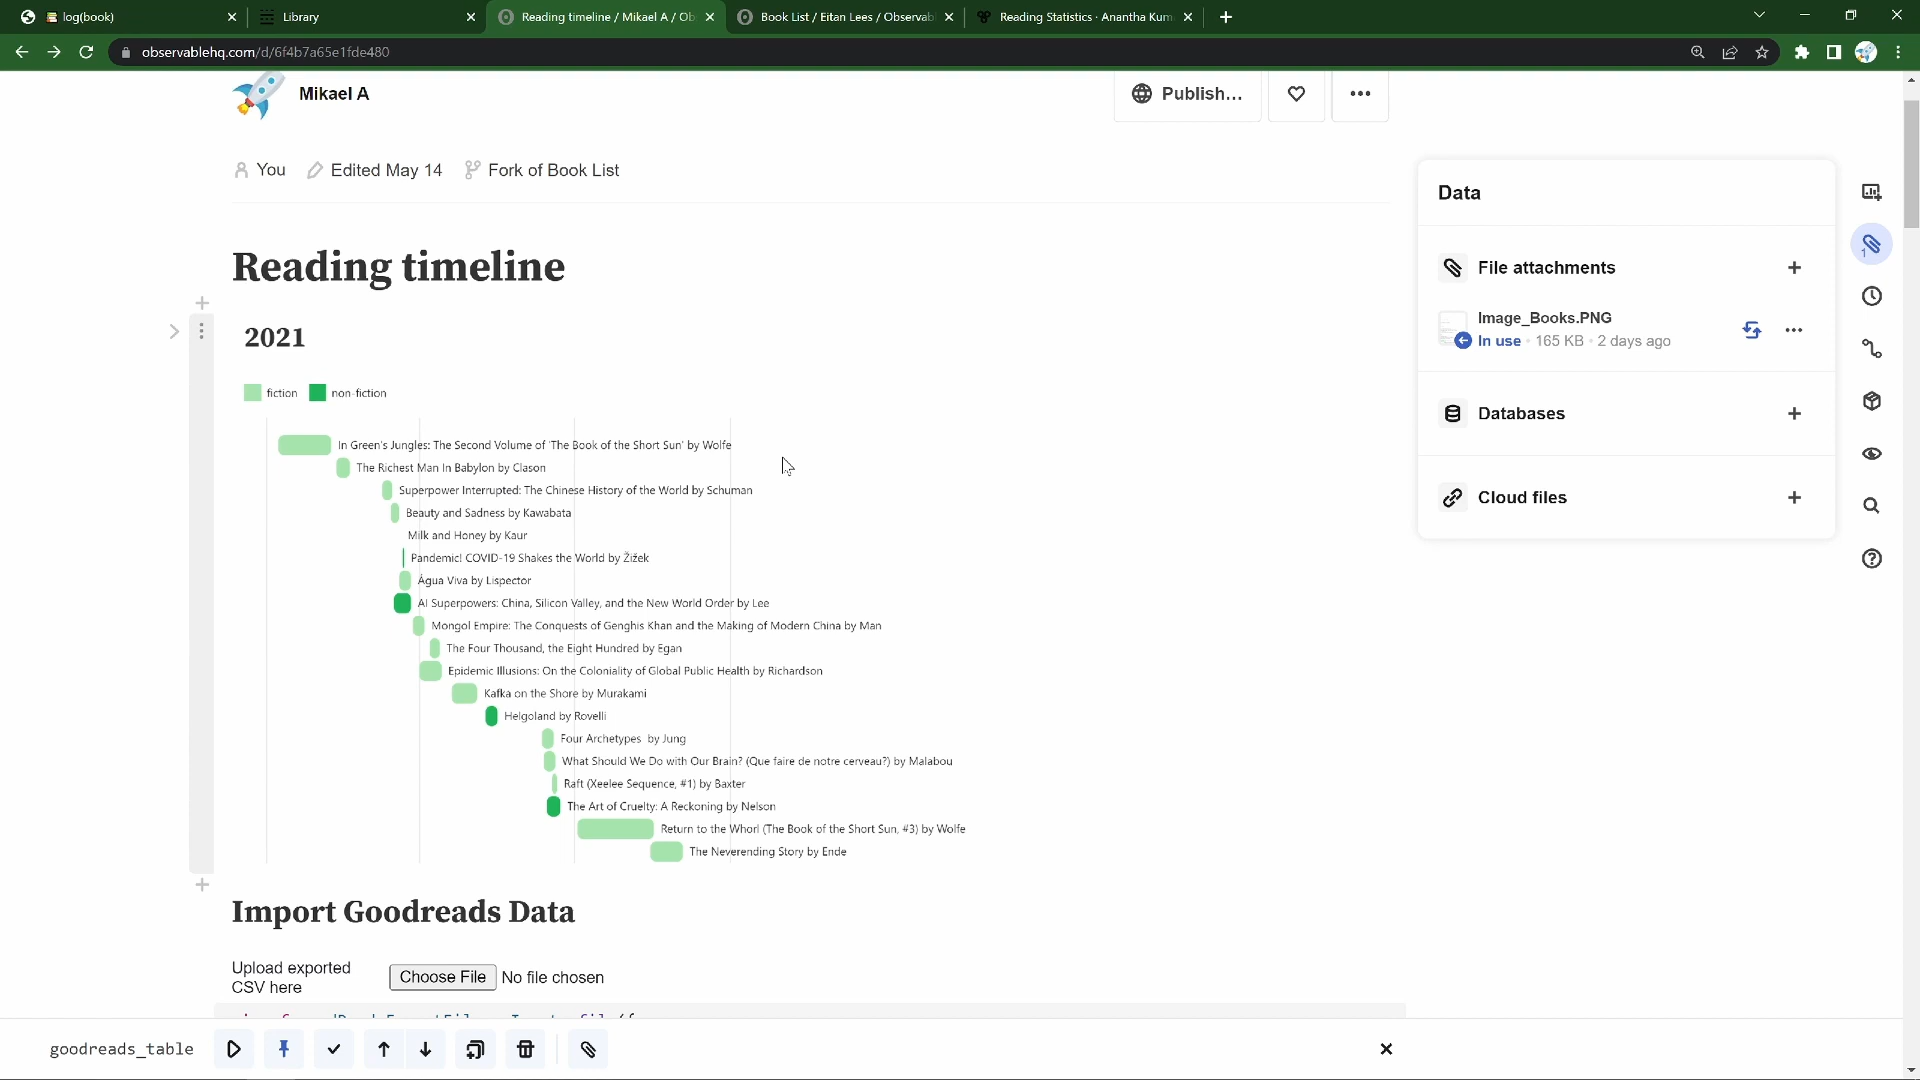 log(book)
Library
Reading timeline / Mikael A / Ob
Book List / Eitan Lees / Observab
Reading Statistics · Anantha Kum
observablehq.com/d/6f4b7a65e1fde480
Mikael A
Publish...
You
Edited May 14
Fork of Book List
Reading timeline
2021
fiction
non-fiction
In Green's Jungles: The Second Volume of 'The Book of the Short Sun' by Wolfe
The Richest Man In Babylon by Clason
Superpower Interrupted: The Chinese History of the World by Schuman
Beauty and Sadness by Kawabata
Milk and Honey by Kaur
Pandemic! COVID-19 Shakes the World by Žižek
Água Viva by Lispector
AI Superpowers: China, Silicon Valley, and the New World Order by Lee
Mongol Empire: The Conquests of Genghis Khan and the Making of Modern China by Man
The Four Thousand, the Eight Hundred by Egan
Epidemic Illusions: On the Coloniality of Global Public Health by Richardson
Kafka on the Shore by Murakami
Helgoland by Rovelli
Four Archetypes by Jung
What Should We Do with Our Brain? (Que faire de notre cerveau?) by Malabou
Raft (Xeelee Sequence, #1) by Baxter
The Art of Cruelty: A Reckoning by Nelson
Return to the Whorl (The Book of the Short Sun, #3) by Wolfe
The Neverending Story by Ende
Import Goodreads Data
Upload exported
CSV here
Choose File No file chosen
goodreads_table
Data
File attachments
Image_Books.PNG
In use · 165 KB · 2 days ago
1
Databases
Cloud files